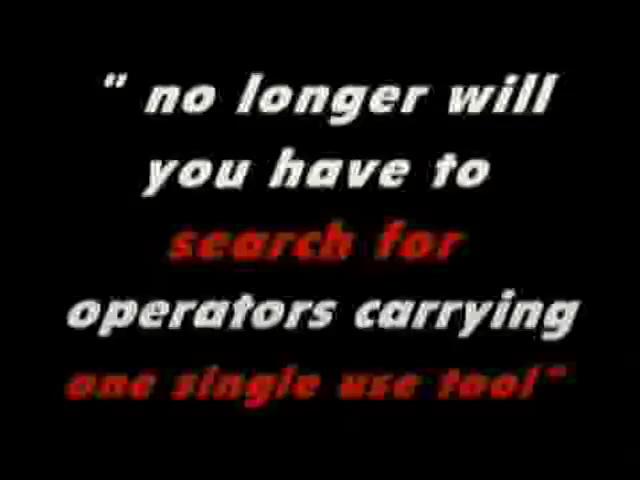 " no longer will
you have to
search for
operators carrying
one single use tool"